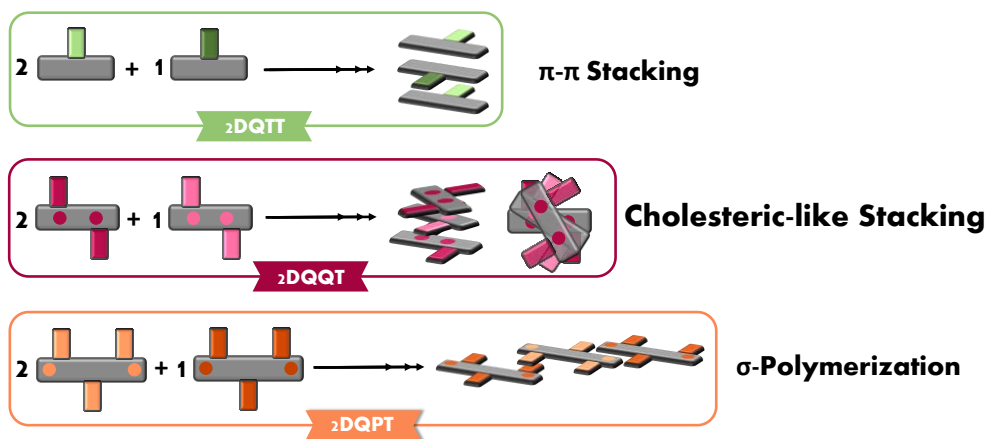 2 + 1
π-π Stacking
2DQTT
2 + 1
Cholesteric-like Stacking
2DQQT
2 + 1
σ-Polymerization
2DQPT